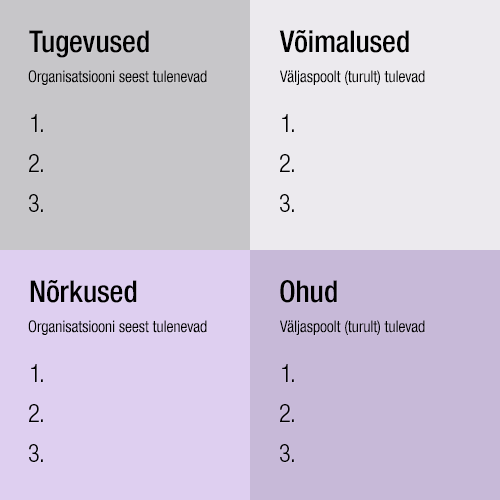 Tugevused
Organisatsiooni seest tulenevad
1.
2.
3.
Võimalused
Väljaspoolt (turult) tulevad
1.
2.
3.
Nõrkused
Organisatsiooni seest tulenevad
1.
2.
3.
Ohud
Väljaspoolt (turult) tulevad
1.
2.
3.